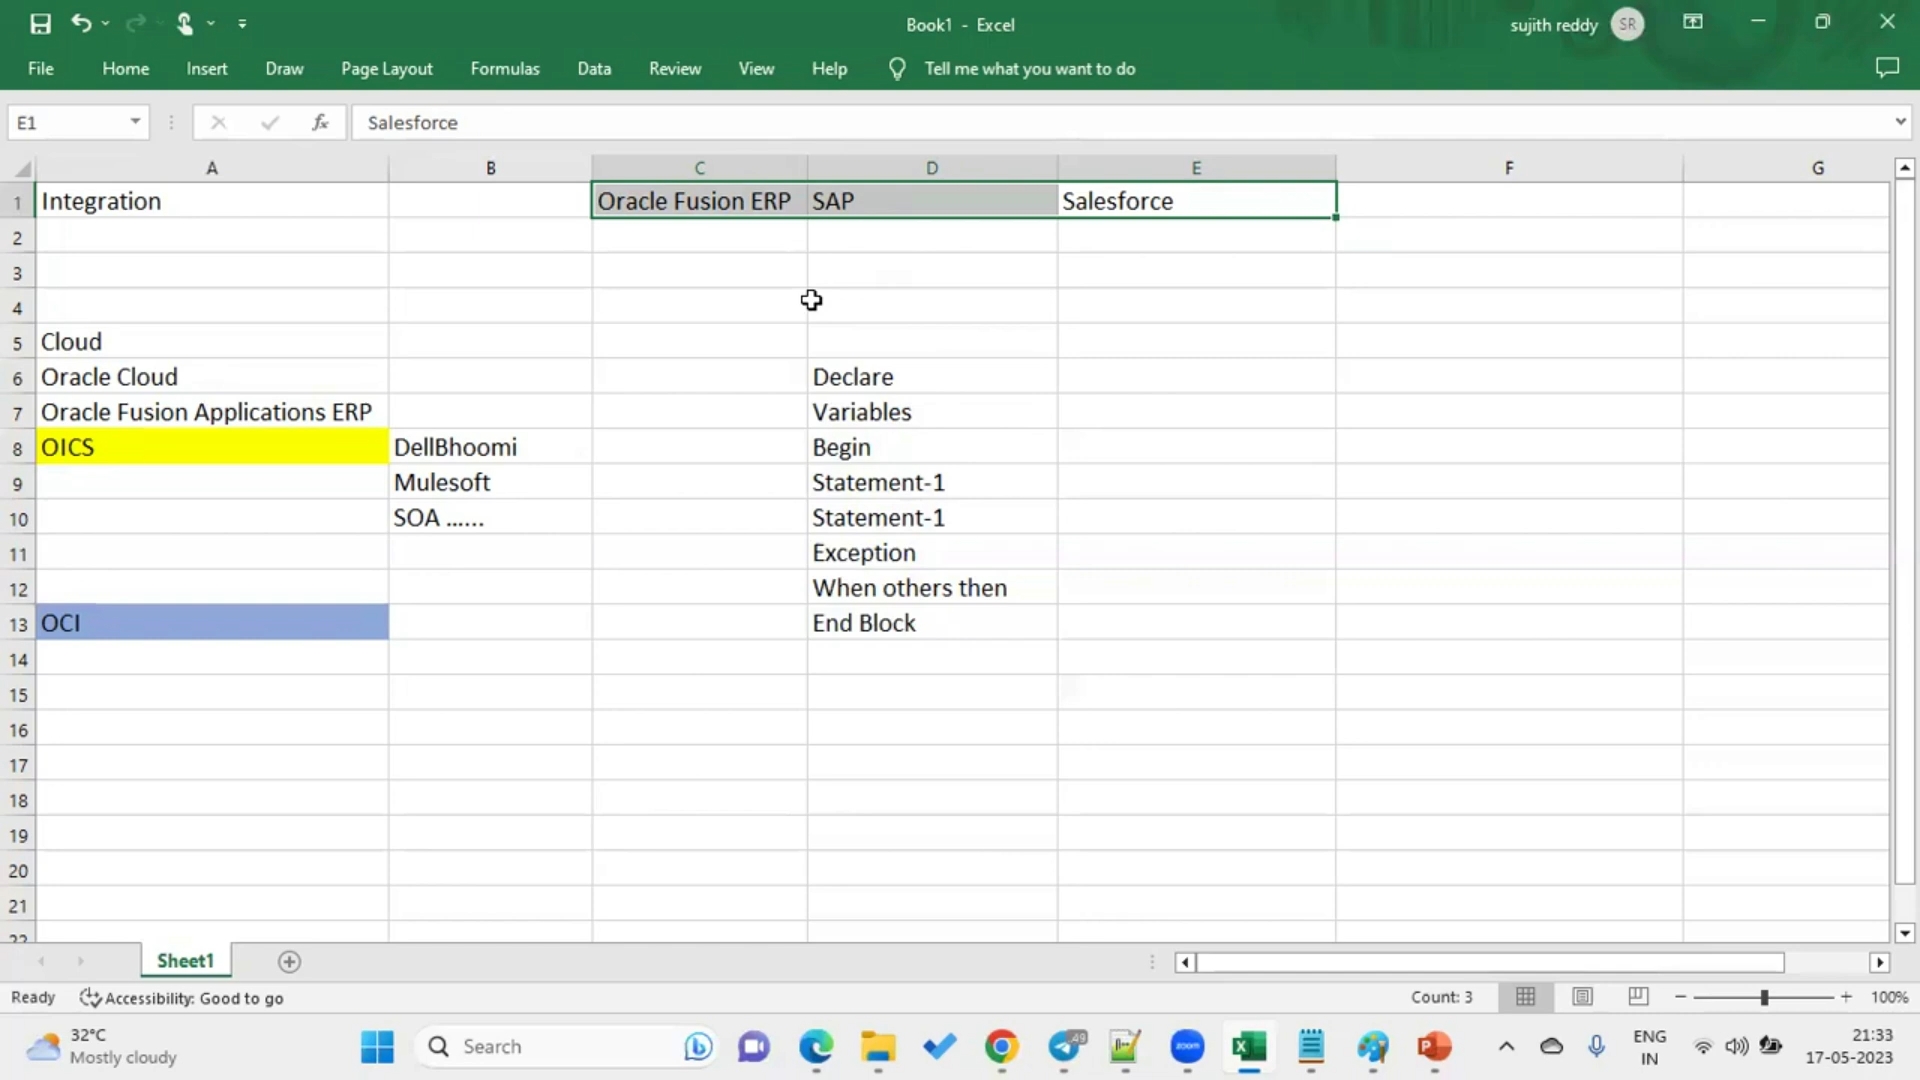 Book1 - Excel
sujith reddy
SR
File Home Insert Draw Page Layout Formulas Data Review View Help Tell me what you want to do
E1
fx
Salesforce
A B C D E F G
1 Integration Oracle Fusion ERP SAP Salesforce
2
3
4
5 Cloud
6 Oracle Cloud Declare
7 Oracle Fusion Applications ERP Variables
8 OICS DellBhoomi Begin
9 Mulesoft Statement-1
10 SOA ...... Statement-1
11 Exception
12 When others then
13 OCI End Block
14
15
16
17
18
19
20
21
22
Sheet1
Ready Accessibility: Good to go Count: 3 100%
32°C
Mostly cloudy
Search
49
zoom
ENG
IN
21:33
17-05-2023